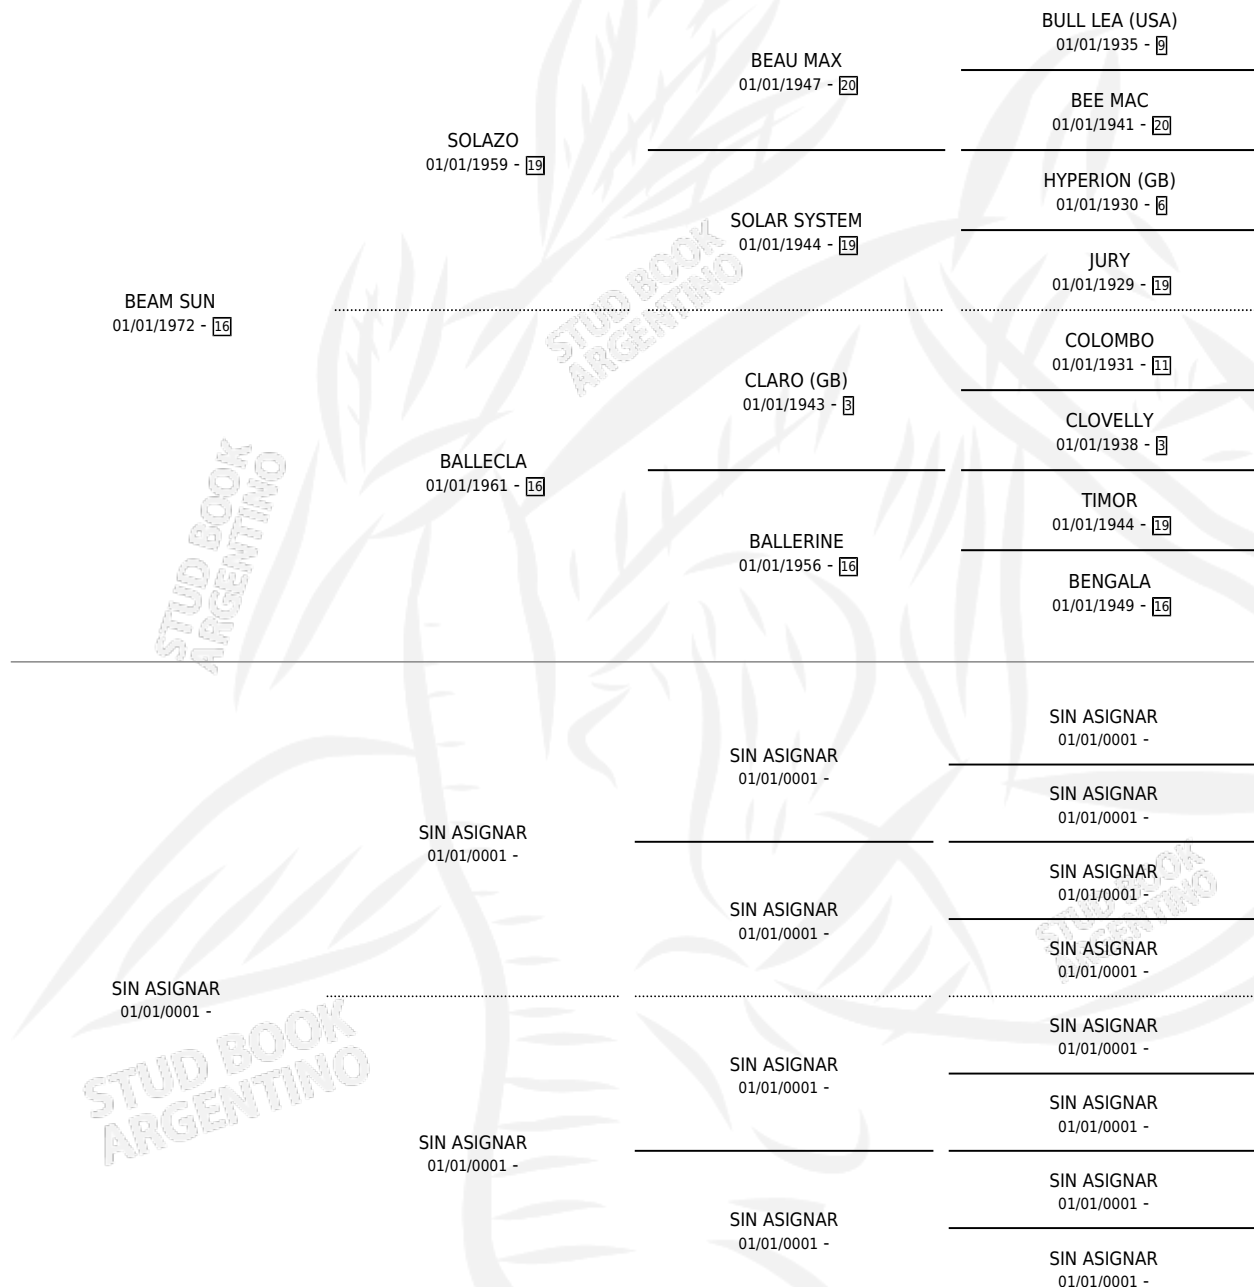 BULL LEA (USA)
01/01/1935 - 9
BEAU MAX
01/01/1947 - 20
BEE MAC
01/01/1941 - 20
SOLAZO
01/01/1959 - 19
HYPERION (GB)
01/01/1930 - 6
SOLAR SYSTEM
01/01/1944 - 19
JURY
01/01/1929 - 19
BEAM SUN
01/01/1972 - 16
COLOMBO
01/01/1931 - 11
CLARO (GB)
01/01/1943 - 3
CLOVELLY
01/01/1938 - 3
BALLECLA
01/01/1961 - 16
TIMOR
01/01/1944 - 19
BALLERINE
01/01/1956 - 16
BENGALA
01/01/1949 - 16
STUD BOOK
ARGENTINO
STUD BOOK
ARGENTINO
SIN ASIGNAR
01/01/0001 -
SIN ASIGNAR
01/01/0001 -
SIN ASIGNAR
01/01/0001 -
SIN ASIGNAR
01/01/0001 -
SIN ASIGNAR
01/01/0001 -
SIN ASIGNAR
01/01/0001 -
SIN ASIGNAR
01/01/0001 -
SIN ASIGNAR
01/01/0001 -
SIN ASIGNAR
01/01/0001 -
SIN ASIGNAR
01/01/0001 -
SIN ASIGNAR
01/01/0001 -
SIN ASIGNAR
01/01/0001 -
SIN ASIGNAR
01/01/0001 -
SIN ASIGNAR
01/01/0001 -
SIN ASIGNAR
01/01/0001 -
STUD BOOK
ARGENTINO
STUD BOOK
ARGENTINO